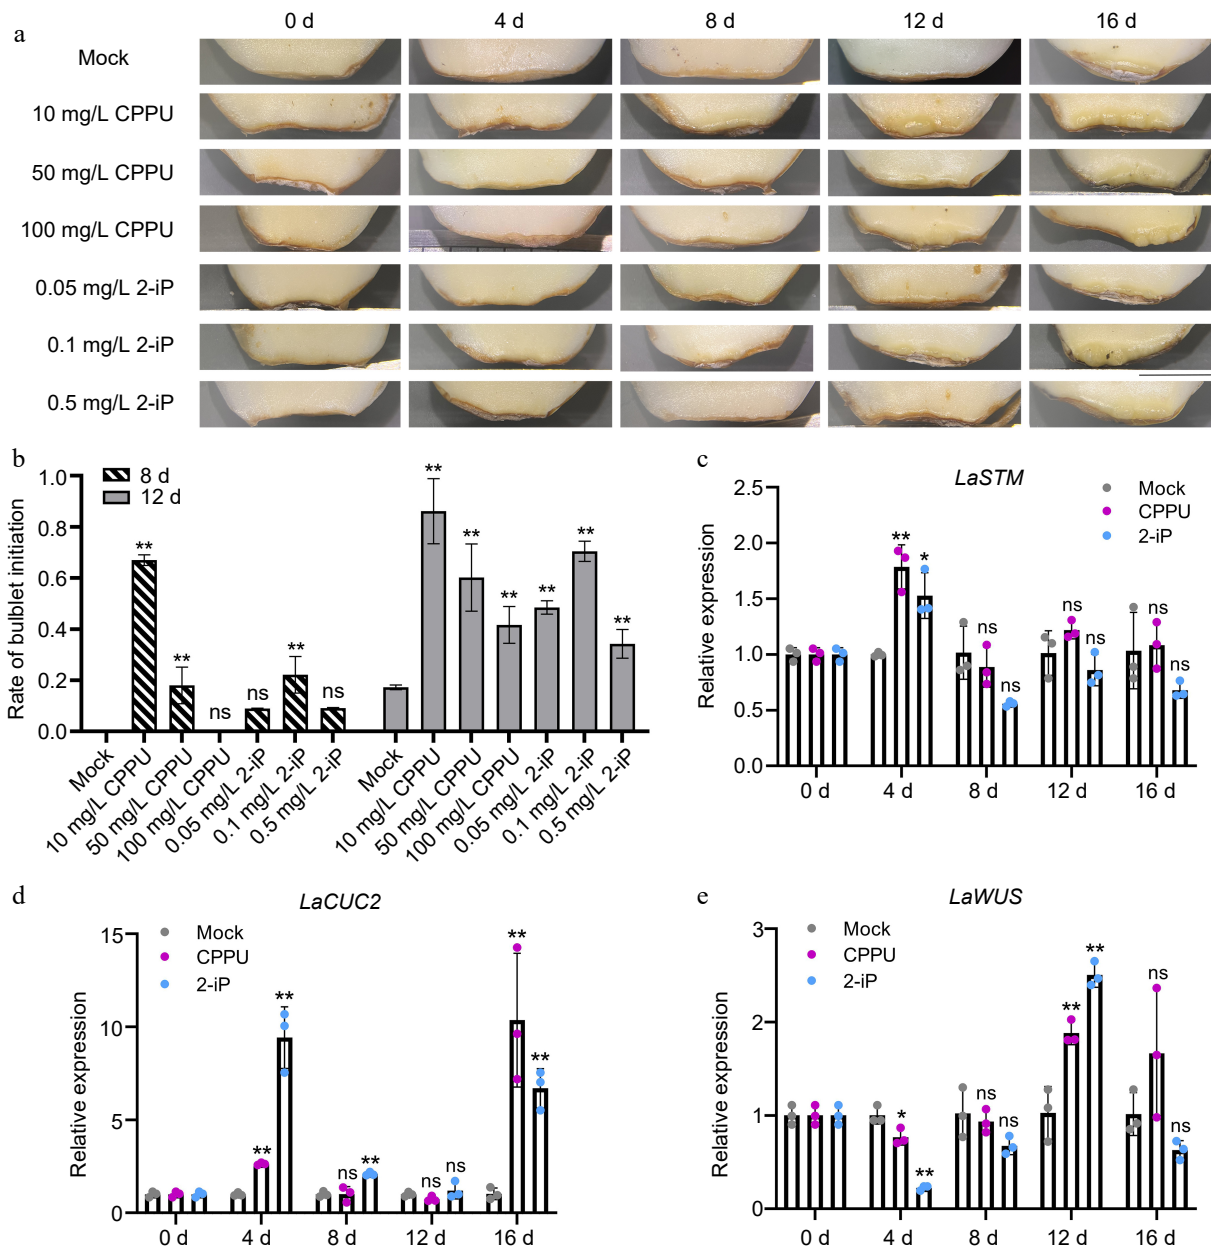 a
0 d 4 d 8 d 12 d 16 d
Mock
10 mg/L CPPU
50 mg/L CPPU
100 mg/L CPPU
0.05 mg/L 2-iP
0.1 mg/L 2-iP
0.5 mg/L 2-iP
b
8 d
12 d
Rate of bulblet initiation
1.0
0.8
0.6
0.4
0.2
0.0
** ** ns ns ** ns ** ** ** ** ** **
Mock 10 mg/L CPPU 50 mg/L CPPU 100 mg/L CPPU 0.05 mg/L 2-iP 0.1 mg/L 2-iP 0.5 mg/L 2-iP Mock 10 mg/L CPPU 50 mg/L CPPU 100 mg/L CPPU 0.05 mg/L 2-iP 0.1 mg/L 2-iP 0.5 mg/L 2-iP
c
LaSTM
Mock
CPPU
2-iP
Relative expression
2.5
2.0
1.5
1.0
0.5
0.0
** * ns ns ns ns ns ns
0 d 4 d 8 d 12 d 16 d
d
LaCUC2
Mock
CPPU
2-iP
Relative expression
15
10
5
0
** ** ns ** ns ns ** **
0 d 4 d 8 d 12 d 16 d
e
LaWUS
Mock
CPPU
2-iP
Relative expression
3
2
1
0
* ** ns ns ** ** ns ns
0 d 4 d 8 d 12 d 16 d